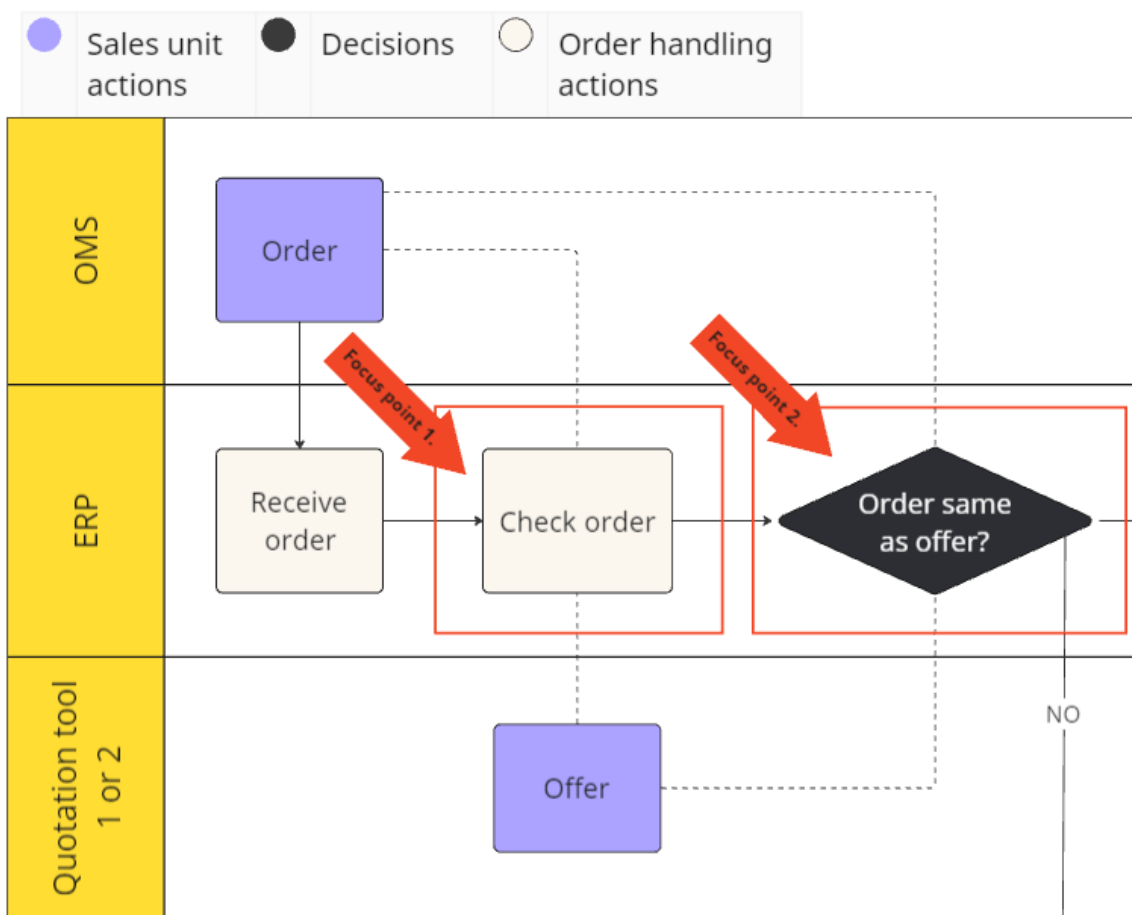 Sales unit
actions
Decisions
Order handling
actions
OMS
Order
Focus point 1.
Focus point 2.
ERP
Receive
order
Check order
Order same
as offer?
Quotation tool
1 or 2
Offer
NO